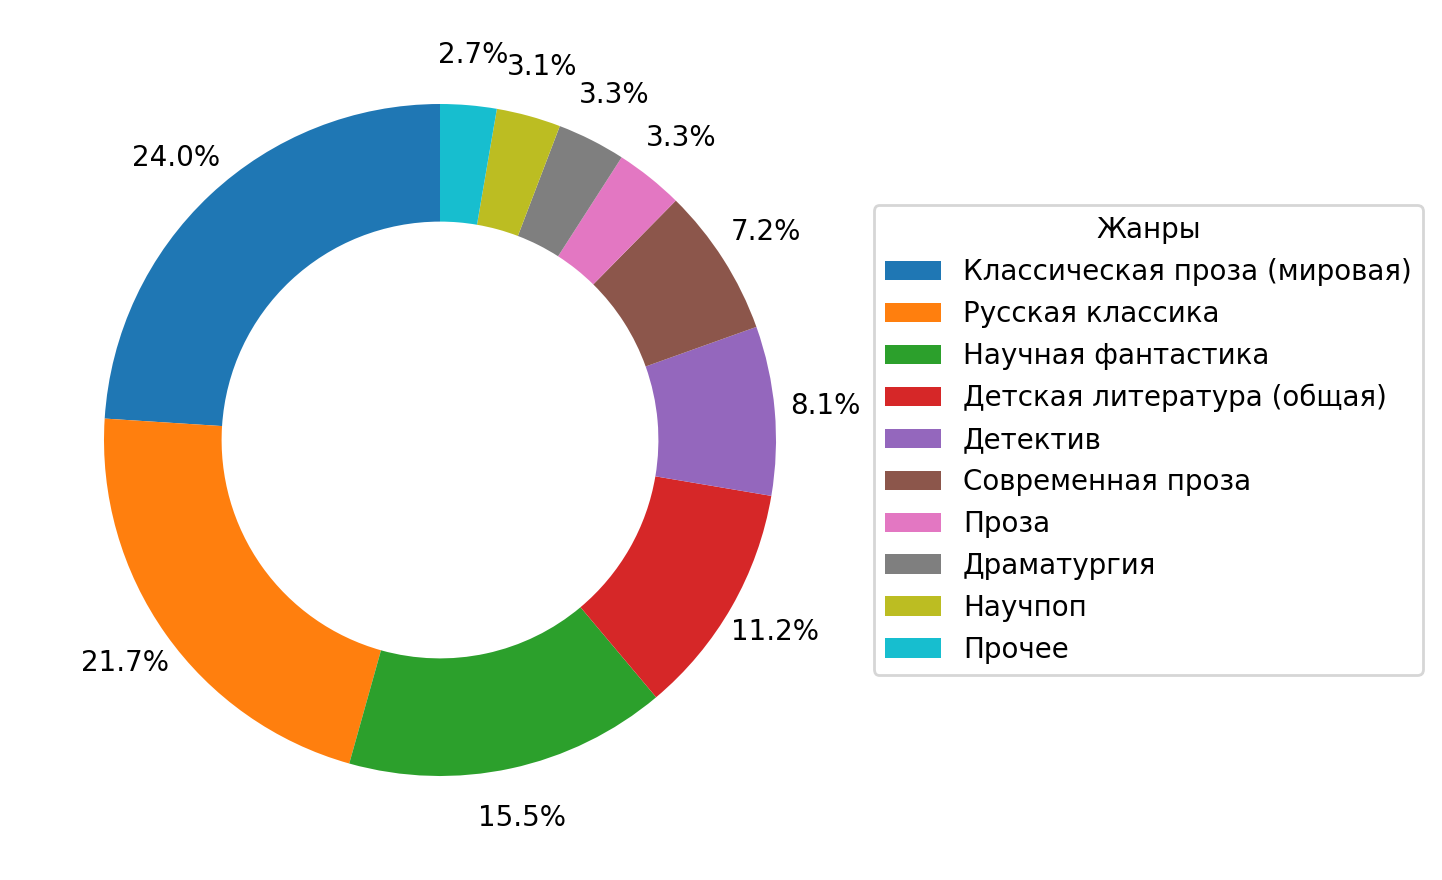 2.7%
3.1%
3.3%
3.3%
24.0%
7.2%
8.1%
11.2%
21.7%
15.5%
Жанры
Классическая проза (мировая)
Русская классика
Научная фантастика
Детская литература (общая)
Детектив
Современная проза
Проза
Драматургия
Научпоп
Прочее